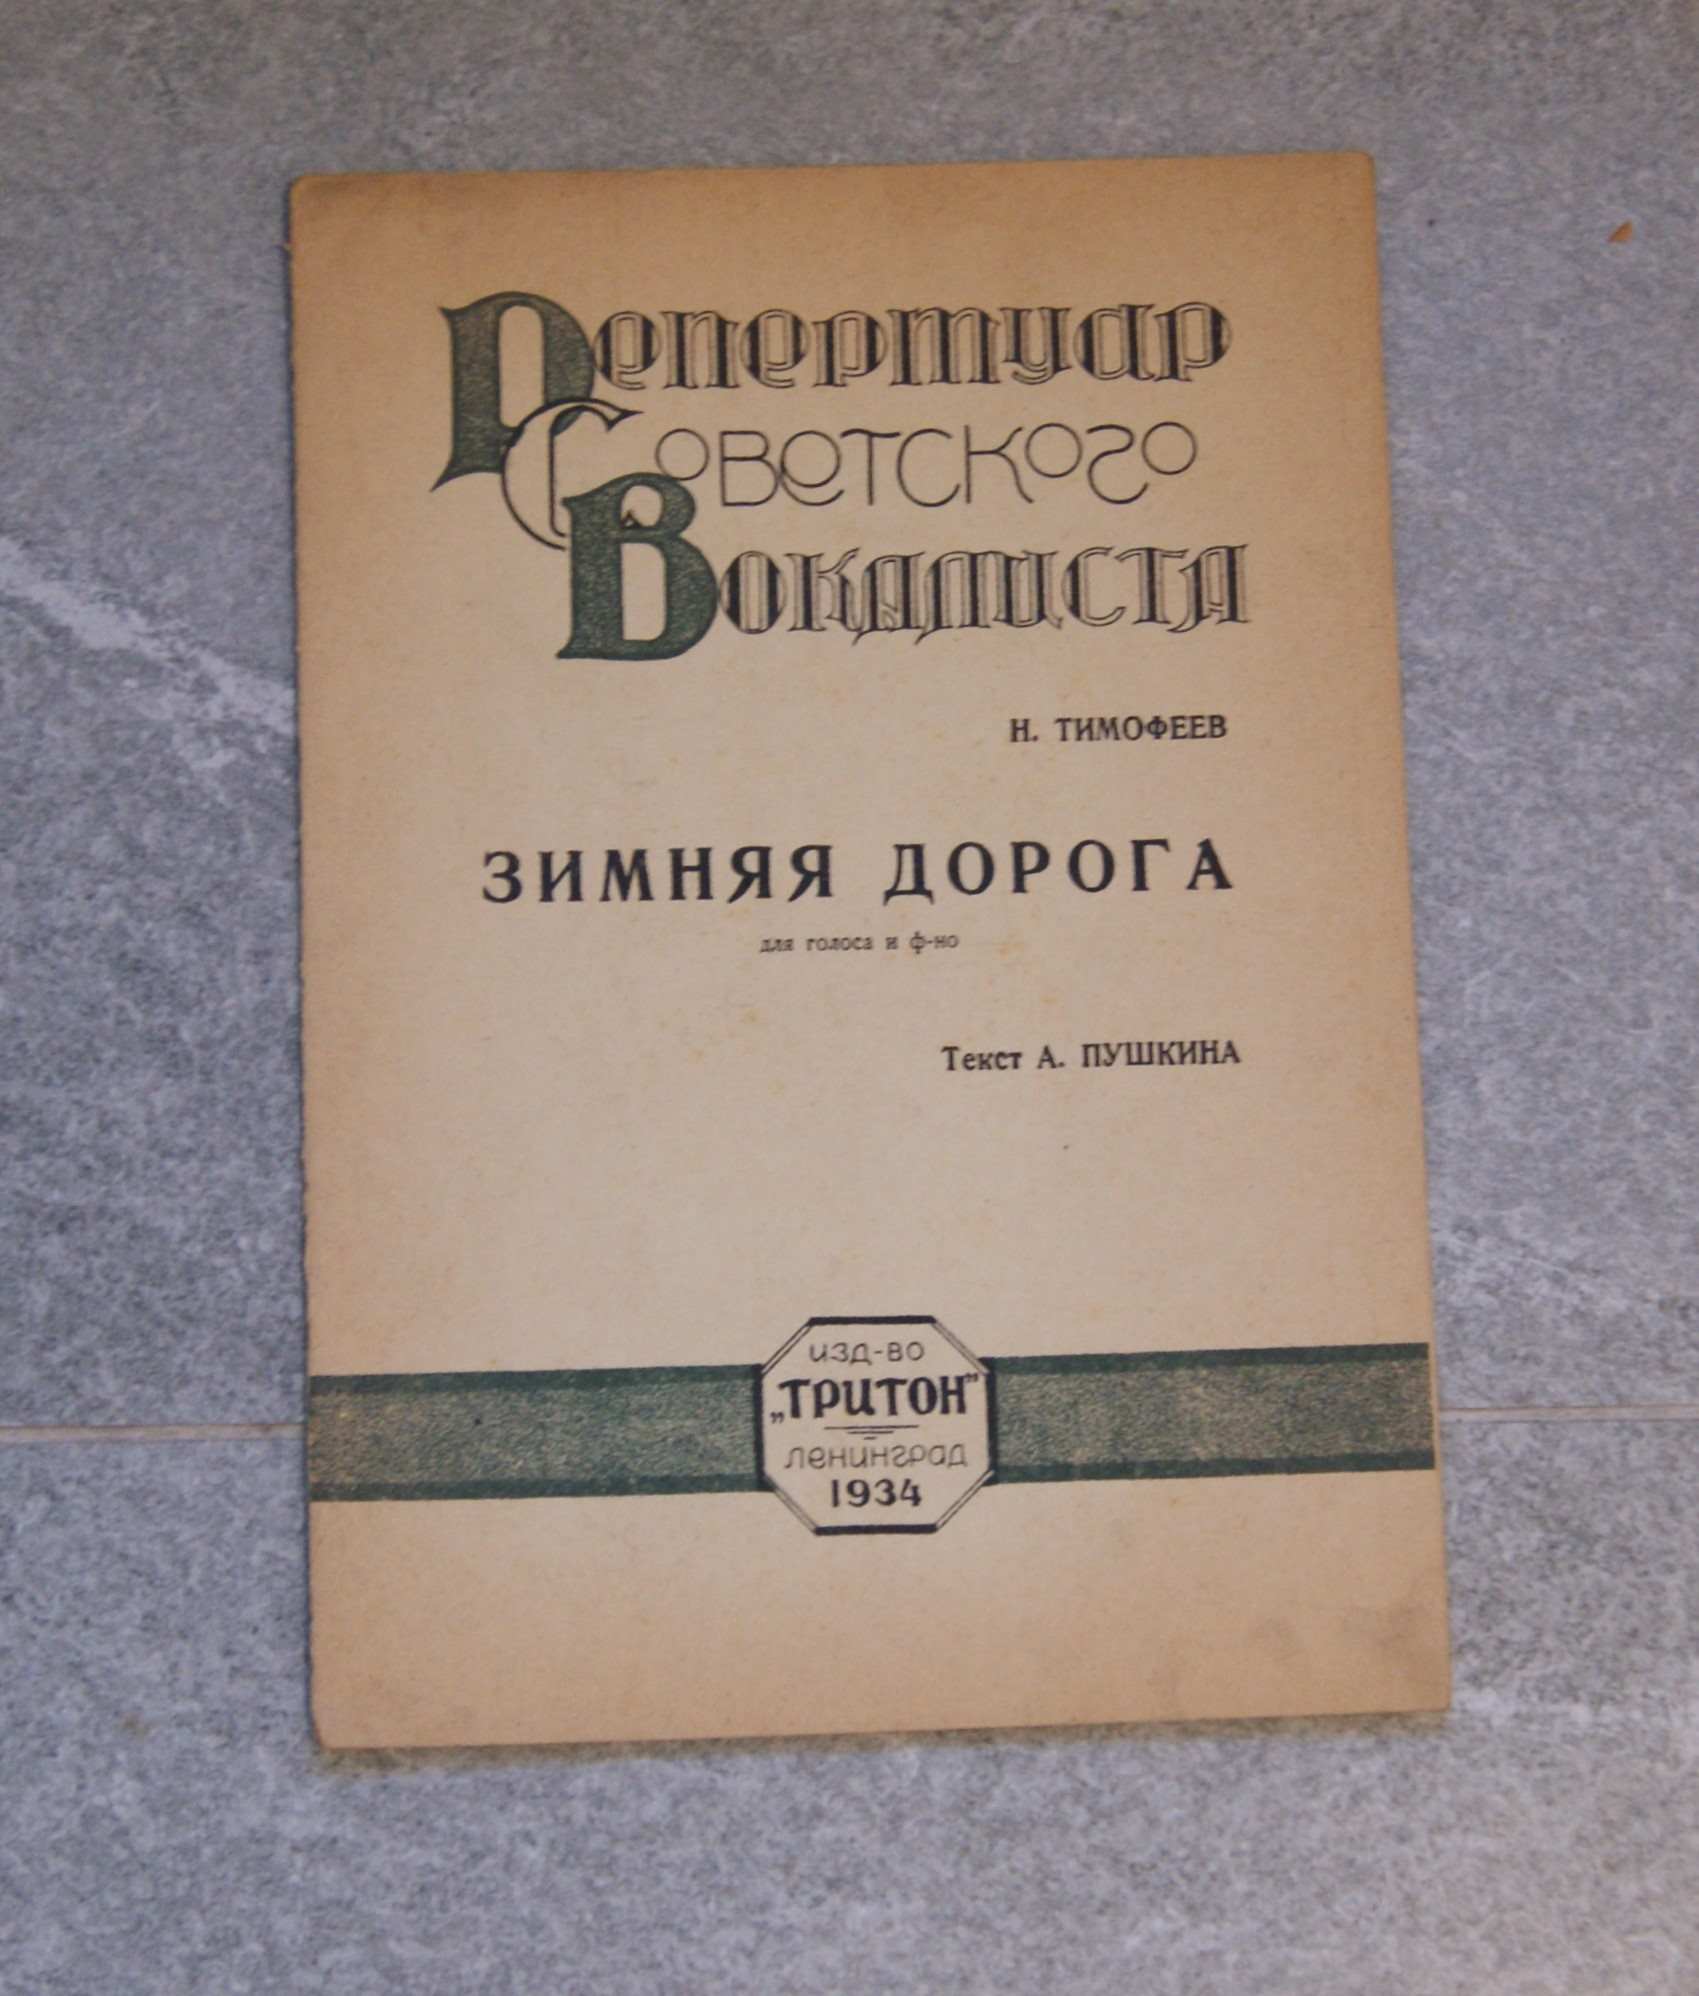 Репертуар
Советского
Вокалиста
Н. ТИМОФЕЕВ
ЗИМНЯЯ ДОРОГА
для голоса и ф-но
Текст А. ПУШКИНА
изд-во
„ТРИТОН"
ленинград
1934